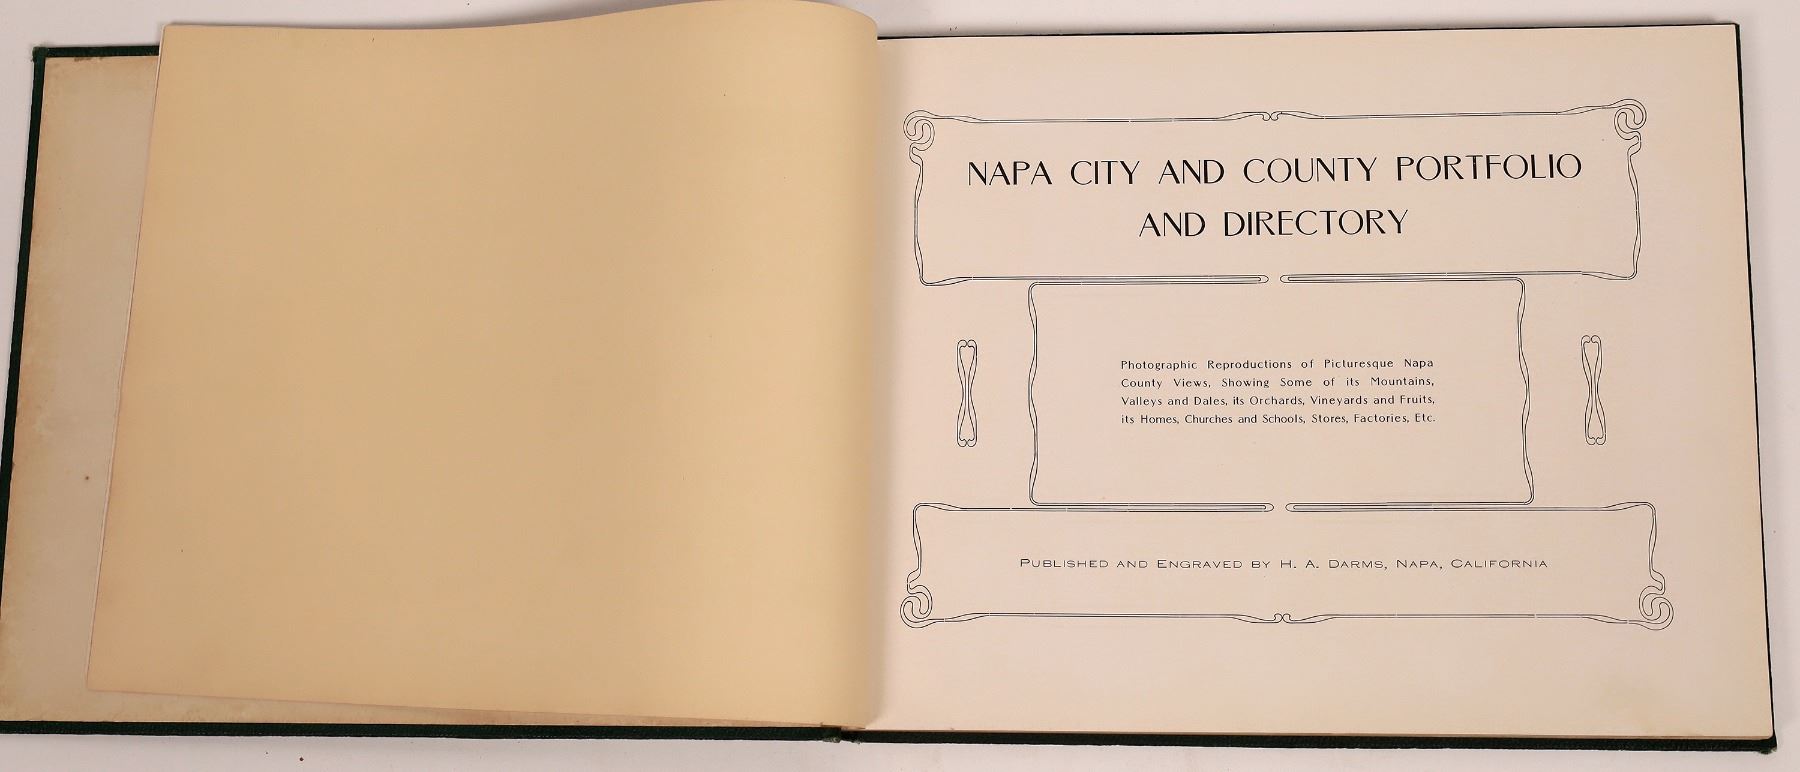 NAPA CITY AND COUNTY PORTFOLIO
AND DIRECTORY
Photographic Reproductions of Picturesque Napa
County Views, Showing Some of its Mountains,
Valleys and Dales, its Orchards, Vineyards and Fruits,
its Homes, Churches and Schools, Stores, Factories, Etc.
PUBLISHED AND ENGRAVED BY H. A. DARMS, NAPA, CALIFORNIA